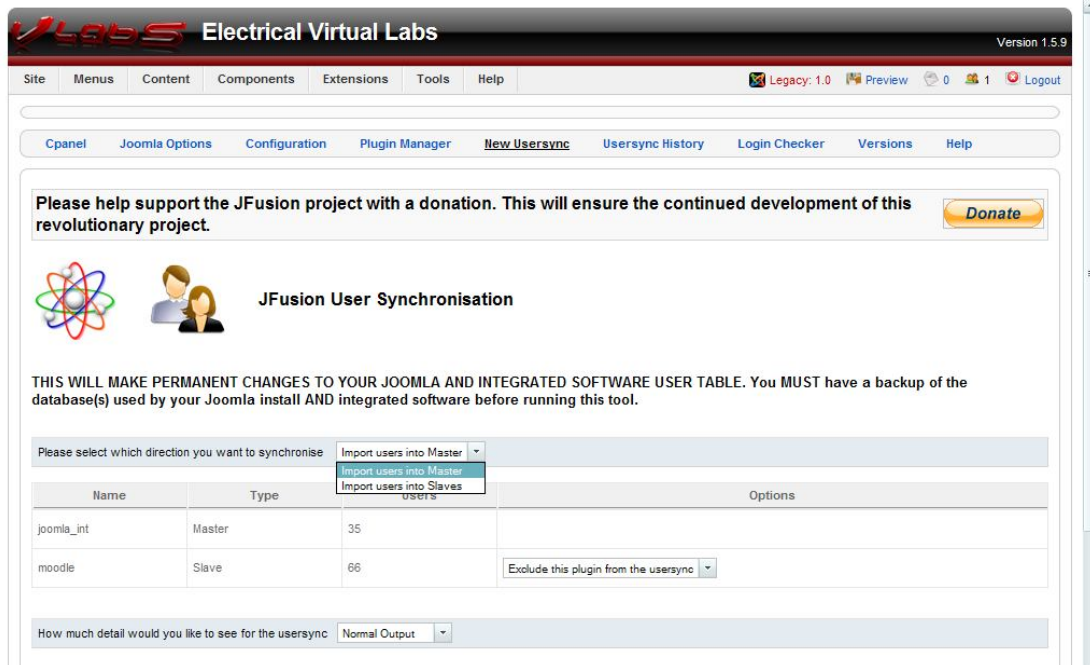 VLabS Electrical Virtual Labs
Version 1.5.9
Site Menus Content Components Extensions Tools Help Legacy: 1.0 Preview 0 1 Logout
Cpanel Joomla Options Configuration Plugin Manager New Usersync Usersync History Login Checker Versions Help
Please help support the JFusion project with a donation. This will ensure the continued development of this
revolutionary project.
Donate
JFusion User Synchronisation
THIS WILL MAKE PERMANENT CHANGES TO YOUR JOOMLA AND INTEGRATED SOFTWARE USER TABLE. You MUST have a backup of the
database(s) used by your Joomla install AND integrated software before running this tool.
Please select which direction you want to synchronise Import users into Master
Import users into Master
Import users into Slaves
Name Type Users Options
joomla_int Master 35
moodle Slave 66 Exclude this plugin from the usersync
How much detail would you like to see for the usersync Normal Output